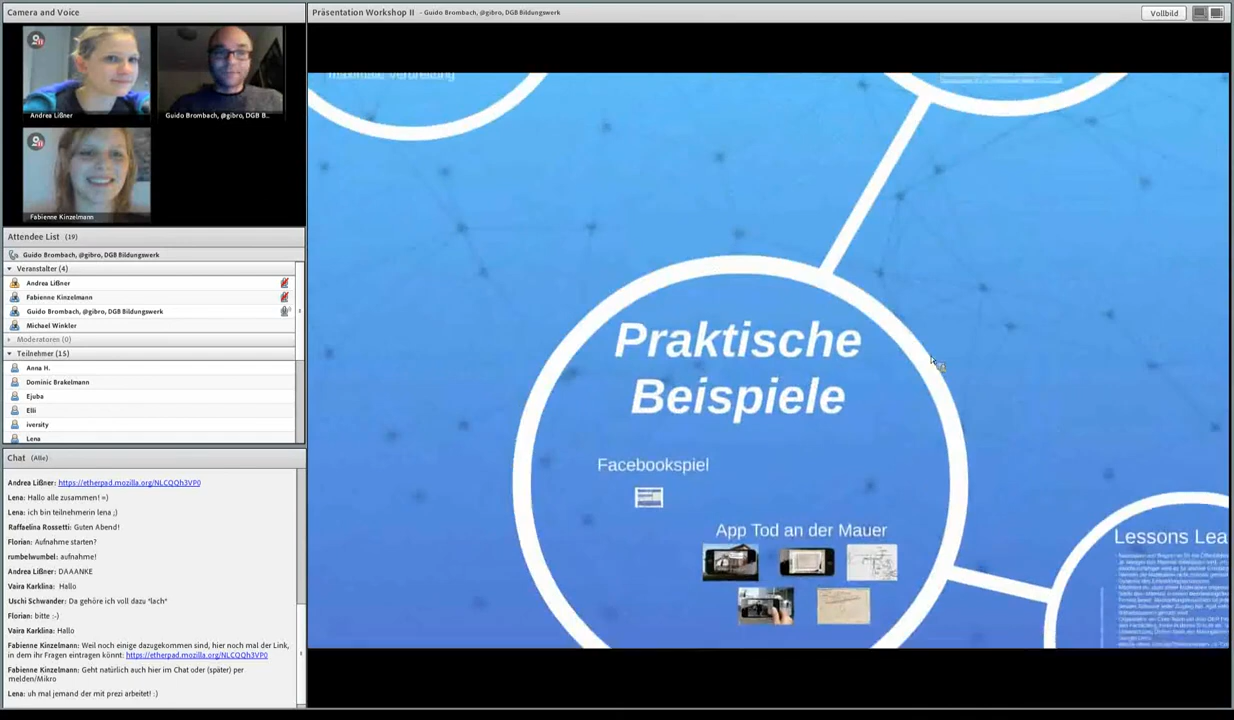 Camera and Voice
Andrea Lißner
Guido Brombach, @gibro, DGB B...
Fabienne Kinzelmann
Attendee List (19)
Guido Brombach, @gibro, DGB Bildungswerk
Veranstalter (4)
Andrea Lißner
Fabienne Kinzelmann
Guido Brombach, @gibro, DGB Bildungswerk
Michael Winkler
Moderatoren (0)
Teilnehmer (15)
Anna H.
Dominic Brakelmann
Ejuba
Elli
iversity
Lena
Chat (Alle)
Andrea Lißner: https://etherpad.mozilla.org/NLCQQh3VP0
Lena: Hallo alle zusammen! =)
Lena: ich bin teilnehmerin lena ;)
Raffaelina Rossetti: Guten Abend!
Florian: Aufnahme starten?
rumbelwumbel: aufnahme!
Andrea Lißner: DAAANKE
Vaira Karklina: Hallo
Uschi Schwander: Da gehöre ich voll dazu *lach*
Florian: bitte :-)
Vaira Karklina: Hallo
Fabienne Kinzelmann: Weil noch einige dazugekommen sind, hier noch mal der Link,
in dem ihr Fragen eintragen könnt: https://etherpad.mozilla.org/NLCQQh3VP0
Fabienne Kinzelmann: Geht natürlich auch hier im Chat oder (später) per
melden/Mikro
Lena: uh mal jemand der mit prezi arbeitet! :)
Präsentation Workshop II - Guido Brombach, @gibro, DGB Bildungswerk
Vollbild
maximale Verbreitung
Praktische
Beispiele
Facebookspiel
App Tod an der Mauer
Lessons Lea